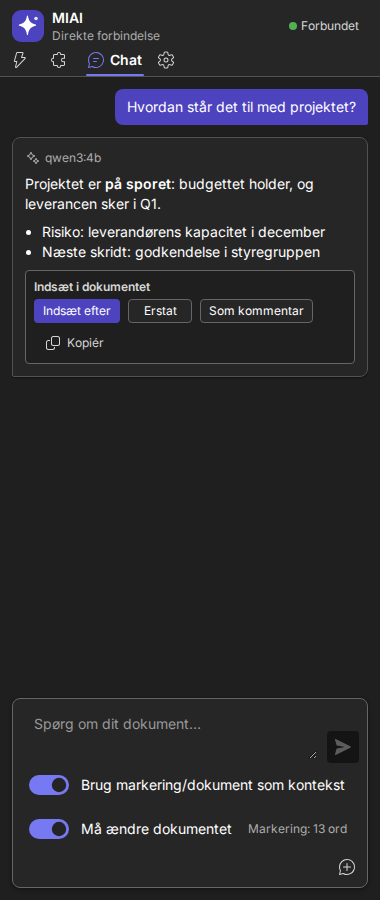 MIAI
Direkte forbindelse
Forbundet
Chat
Hvordan står det til med projektet?
qwen3:4b
Projektet er på sporet: budgettet holder, og
leverancen sker i Q1.
• Risiko: leverandørens kapacitet i december
• Næste skridt: godkendelse i styregruppen
Indsæt i dokumentet
Indsæt efter
Erstat
Som kommentar
Kopiér
Spørg om dit dokument...
Brug markering/dokument som kontekst
Må ændre dokumentet
Markering: 13 ord